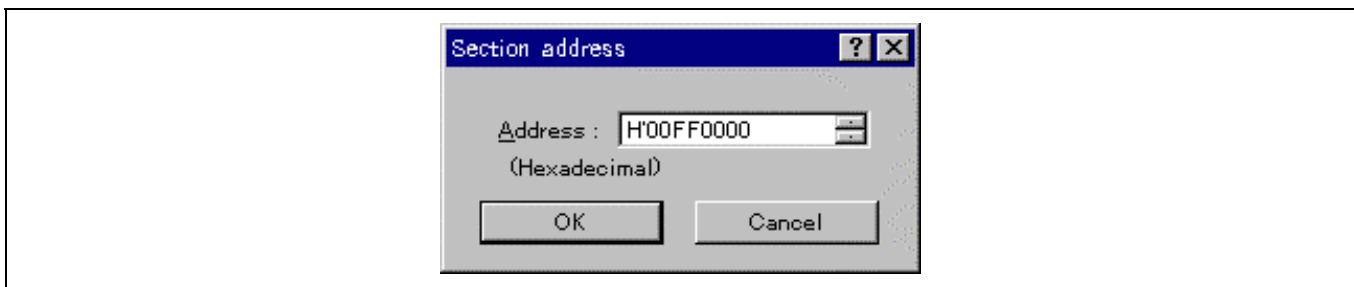 Section address
Address : H'00FF0000
(Hexadecimal)
OK Cancel